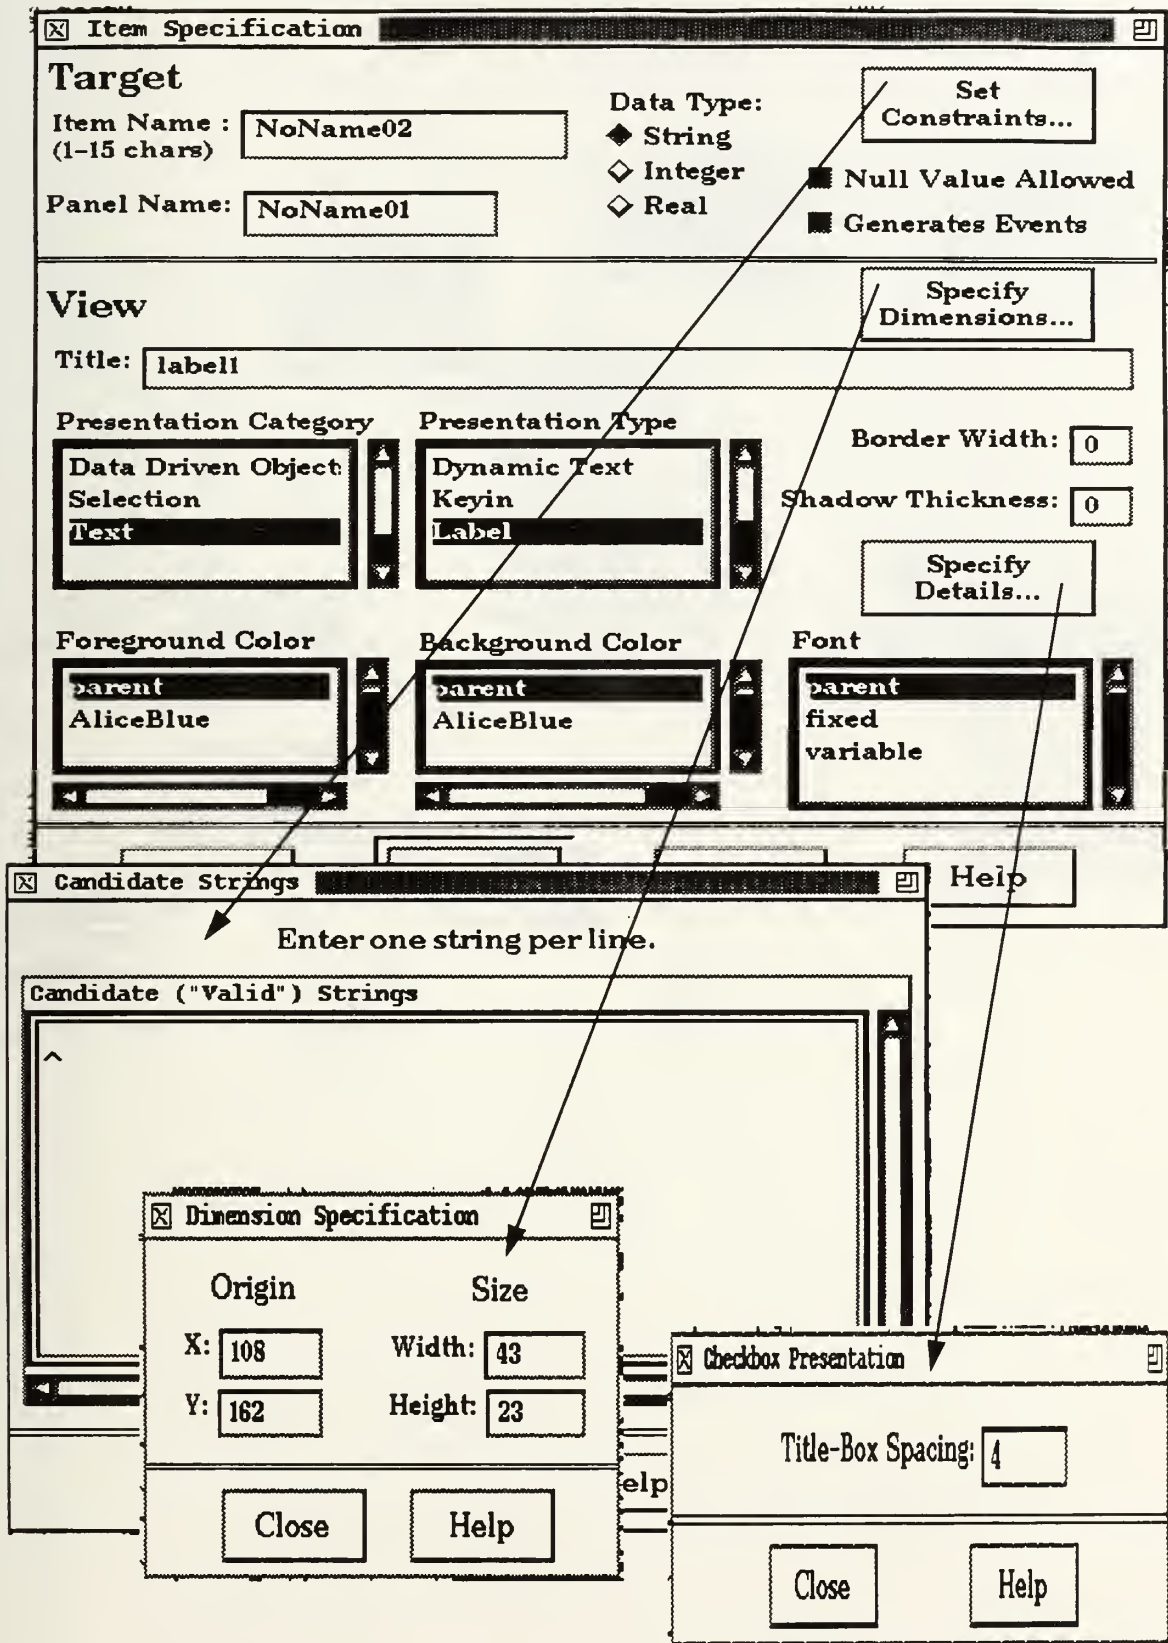 Item Specification
Target
Item Name :
(1-15 chars)
NoName02
Panel Name:
NoName01
Data Type:
String
Integer
Real
Set
Constraints...
Null Value Allowed
Generates Events
View
Specify
Dimensions...
Title:
label1
Presentation Category
Data Driven Object
Selection
Text
Presentation Type
Dynamic Text
Keyin
Label
Border Width: 0
Shadow Thickness: 0
Specify
Details...
Foreground Color
parent
AliceBlue
Background Color
parent
AliceBlue
Font
parent
fixed
variable
Help
Candidate Strings
Enter one string per line.
Candidate ("Valid") Strings
^
elp
Dimension Specification
Origin
X: 108
Y: 162
Size
Width: 43
Height: 23
Close
Help
Checkbox Presentation
Title-Box Spacing: 4
Close
Help